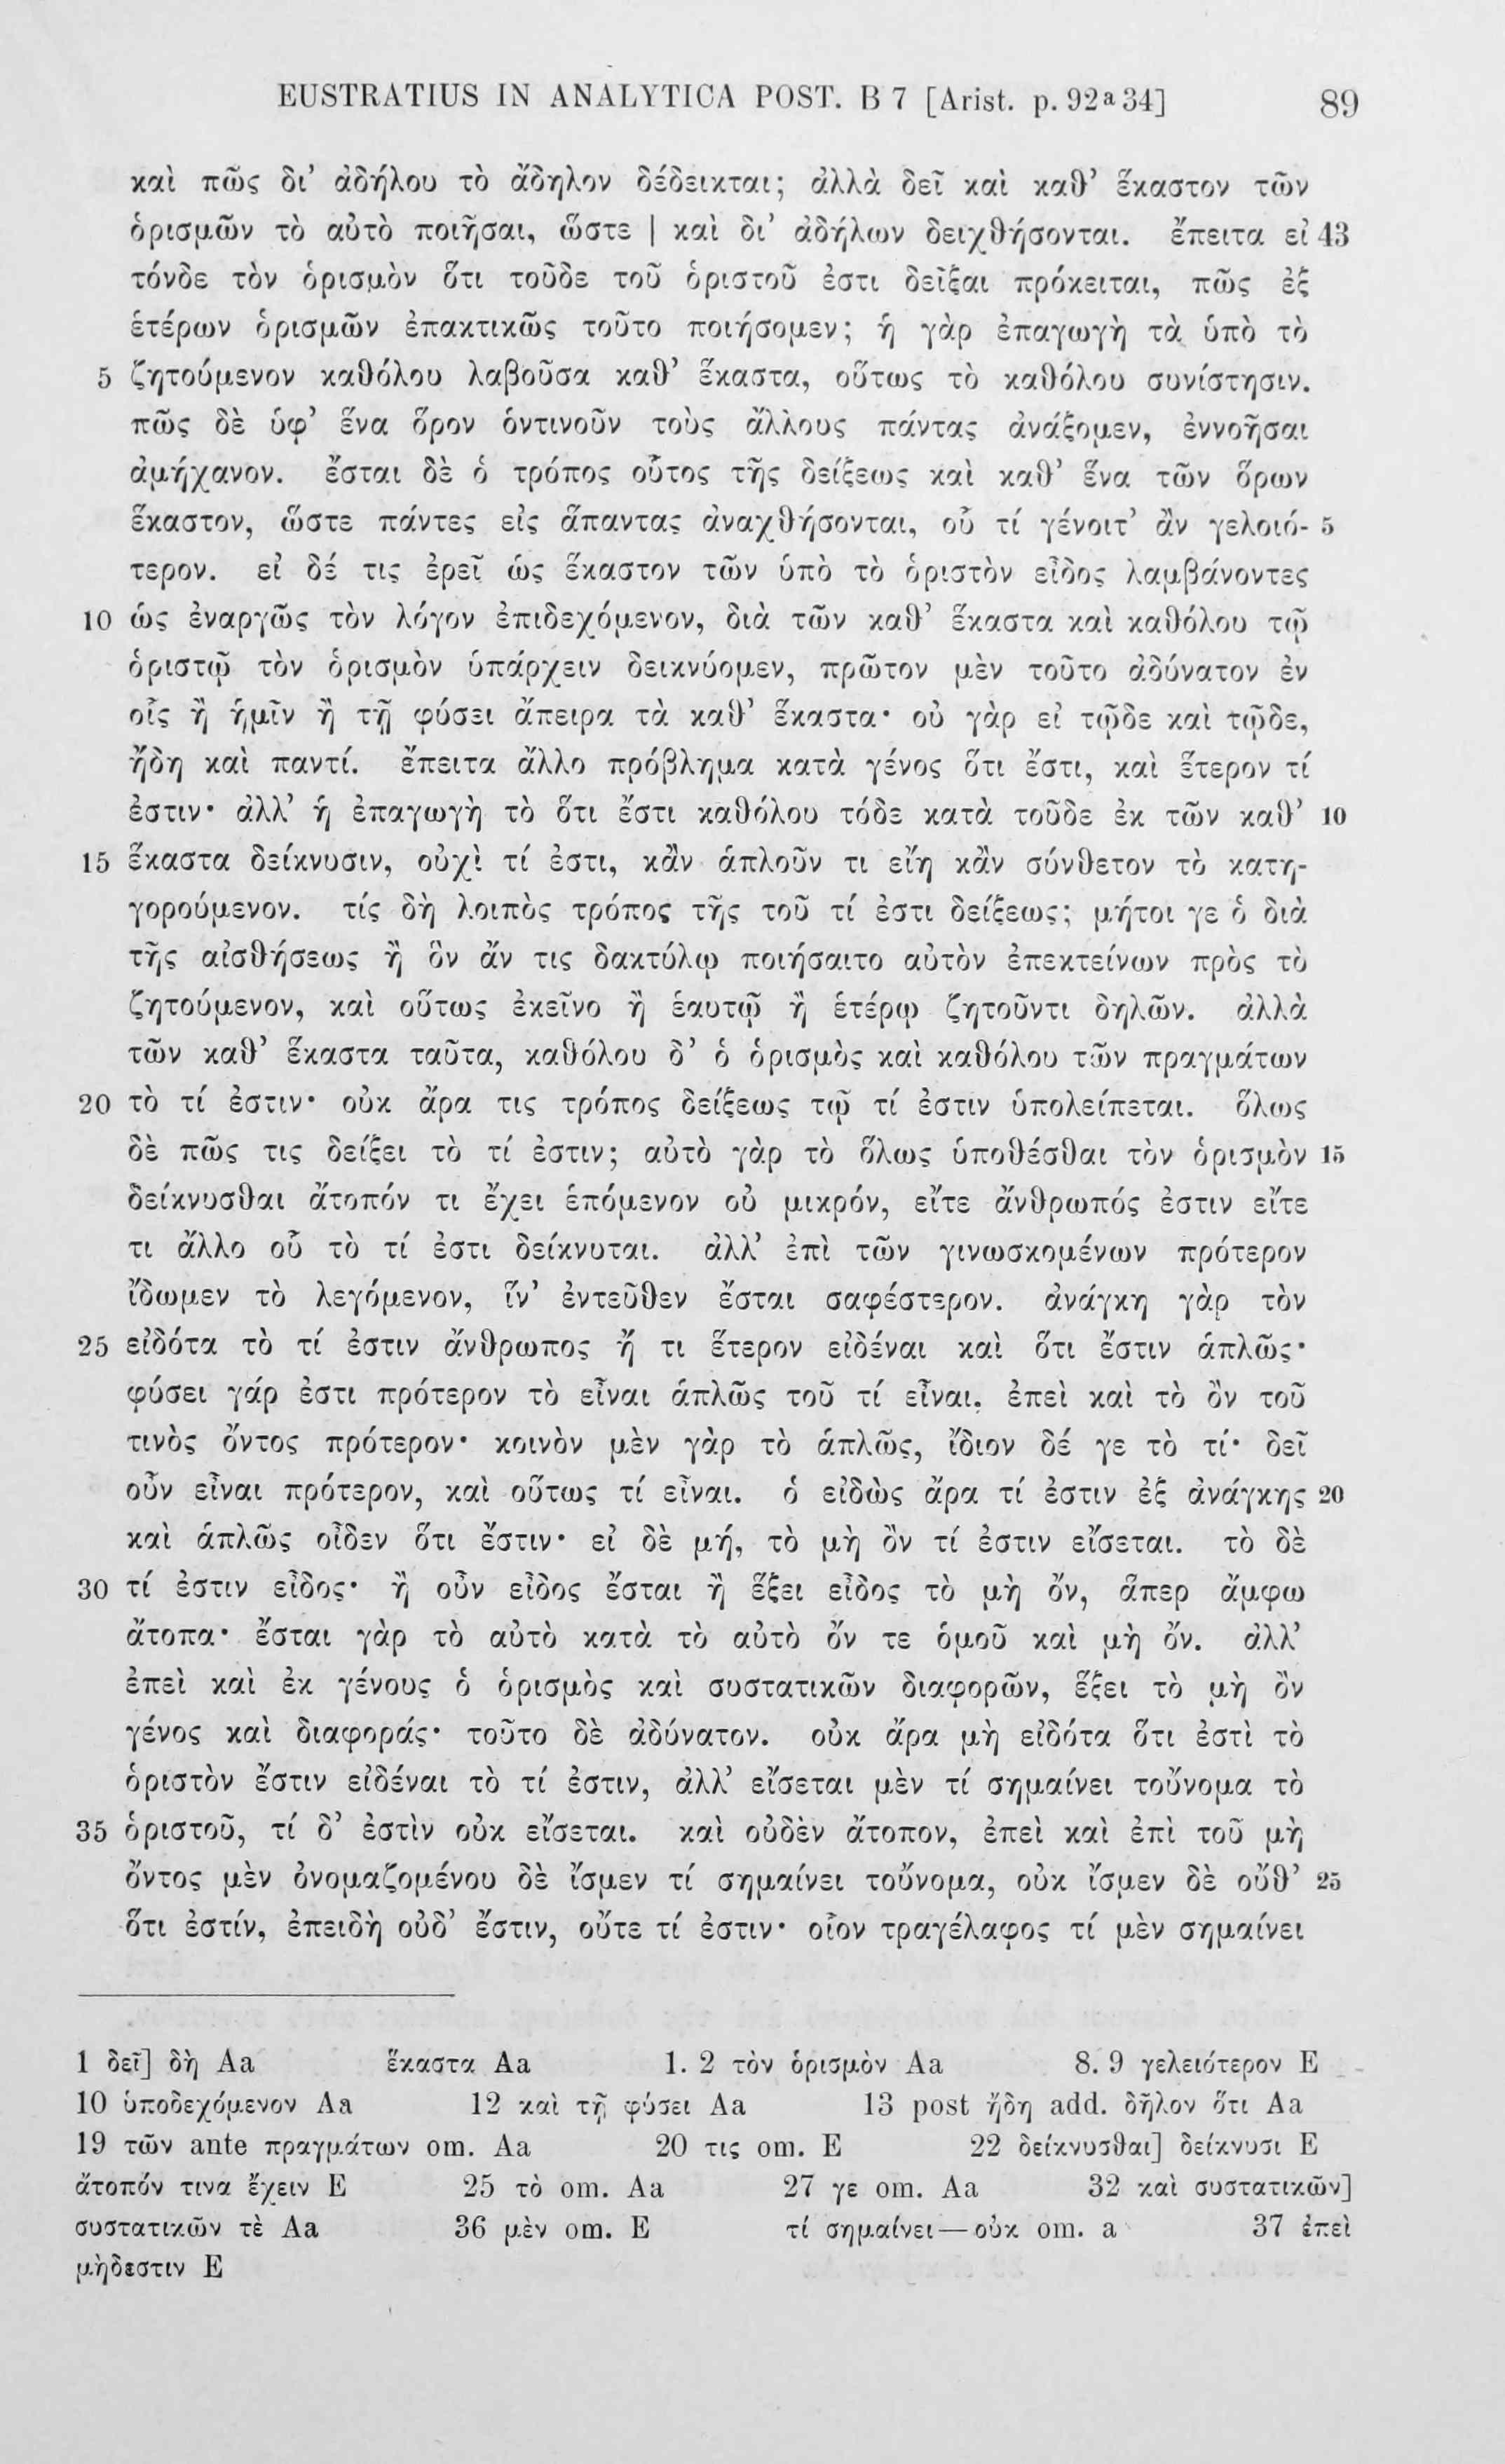 EUSTRATIUS IN ANALYTICA POST. B 7 [Arist. p. 92ᵃ34] 89
καὶ πῶς δι’ ἀδήλου τὸ ἄδηλον δέδεικται; ἀλλὰ δεῖ καὶ καθ’ ἕκαστον τῶν
ὁρισμῶν τὸ αὐτὸ ποιῆσαι, ὥστε | καὶ δι’ ἀδήλων δειχθήσονται. ἔπειτα εἰ 43
τόνδε τὸν ὁρισμὸν ὅτι τοῦδε τοῦ ὁριστοῦ ἐστι δεῖξαι πρόκειται, πῶς ἐξ
ἑτέρων ὁρισμῶν ἐπακτικῶς τοῦτο ποιήσομεν; ἡ γὰρ ἐπαγωγὴ τὰ ὑπὸ τὸ
5 ζητούμενον καθόλου λαβοῦσα καθ’ ἕκαστα, οὕτως τὸ καθόλου συνίστησιν.
πῶς δὲ ὑφ’ ἕνα ὅρον ὁντινοῦν τοὺς ἄλλους πάντας ἀνάξομεν, ἐννοῆσαι
ἀμήχανον. ἔσται δὲ ὁ τρόπος οὗτος τῆς δείξεως καὶ καθ’ ἕνα τῶν ὅρων
ἕκαστον, ὥστε πάντες εἰς ἅπαντας ἀναχθήσονται, οὗ τί γένοιτ’ ἂν γελοιό- 5
τερον. εἰ δέ τις ἐρεῖ ὡς ἕκαστον τῶν ὑπὸ τὸ ὁριστὸν εἶδος λαμβάνοντες
10 ὡς ἐναργῶς τὸν λόγον ἐπιδεχόμενον, διὰ τῶν καθ’ ἕκαστα καὶ καθόλου τῷ
ὁριστῷ τὸν ὁρισμὸν ὑπάρχειν δεικνύομεν, πρῶτον μὲν τοῦτο ἀδύνατον ἐν
οἷς ἢ ἡμῖν ἢ τῇ φύσει ἄπειρα τὰ καθ’ ἕκαστα· οὐ γὰρ εἰ τῷδε καὶ τῷδε,
ἤδη καὶ παντί. ἔπειτα ἄλλο πρόβλημα κατὰ γένος ὅτι ἔστι, καὶ ἕτερον τί
ἐστιν· ἀλλ’ ἡ ἐπαγωγὴ τὸ ὅτι ἔστι καθόλου τόδε κατὰ τοῦδε ἐκ τῶν καθ’ 10
15 ἕκαστα δείκνυσιν, οὐχὶ τί ἐστι, κἂν ἁπλοῦν τι εἴη κἂν σύνθετον τὸ κατη-
γορούμενον. τίς δὴ λοιπὸς τρόπος τῆς τοῦ τί ἐστι δείξεως; μήτοι γε ὁ διὰ
τῆς αἰσθήσεως ἢ ὃν ἄν τις δακτύλῳ ποιήσαιτο αὐτὸν ἐπεκτείνων πρὸς τὸ
ζητούμενον, καὶ οὕτως ἐκεῖνο ἢ ἑαυτῷ ἢ ἑτέρῳ ζητοῦντι δηλῶν. ἀλλὰ
τῶν καθ’ ἕκαστα ταῦτα, καθόλου δ’ ὁ ὁρισμὸς καὶ καθόλου τῶν πραγμάτων
20 τὸ τί ἐστιν· οὐκ ἄρα τις τρόπος δείξεως τῷ τί ἐστιν ὑπολείπεται. ὅλως
δὲ πῶς τις δείξει τὸ τί ἐστιν; αὐτὸ γὰρ τὸ ὅλως ὑποθέσθαι τὸν ὁρισμὸν 15
δείκνυσθαι ἄτοπόν τι ἔχει ἑπόμενον οὐ μικρόν, εἴτε ἄνθρωπός ἐστιν εἴτε
τι ἄλλο οὗ τὸ τί ἐστι δείκνυται. ἀλλ’ ἐπὶ τῶν γινωσκομένων πρότερον
ἴδωμεν τὸ λεγόμενον, ἵν’ ἐντεῦθεν ἔσται σαφέστερον. ἀνάγκη γὰρ τὸν
25 εἰδότα τὸ τί ἐστιν ἄνθρωπος ἤ τι ἕτερον εἰδέναι καὶ ὅτι ἔστιν ἁπλῶς·
φύσει γάρ ἐστι πρότερον τὸ εἶναι ἁπλῶς τοῦ τί εἶναι, ἐπεὶ καὶ τὸ ὂν τοῦ
τινὸς ὄντος πρότερον· κοινὸν μὲν γὰρ τὸ ἁπλῶς, ἴδιον δέ γε τὸ τί· δεῖ
οὖν εἶναι πρότερον, καὶ οὕτως τί εἶναι. ὁ εἰδὼς ἄρα τί ἐστιν ἐξ ἀνάγκης 20
καὶ ἁπλῶς οἶδεν ὅτι ἔστιν· εἰ δὲ μή, τὸ μὴ ὂν τί ἐστιν εἴσεται. τὸ δὲ
30 τί ἐστιν εἶδος· ἢ οὖν εἶδος ἔσται ἢ ἕξει εἶδος τὸ μὴ ὄν, ἅπερ ἄμφω
ἄτοπα· ἔσται γὰρ τὸ αὐτὸ κατὰ τὸ αὐτὸ ὄν τε ὁμοῦ καὶ μὴ ὄν. ἀλλ’
ἐπεὶ καὶ ἐκ γένους ὁ ὁρισμὸς καὶ συστατικῶν διαφορῶν, ἕξει τὸ μὴ ὂν
γένος καὶ διαφοράς· τοῦτο δὲ ἀδύνατον. οὐκ ἄρα μὴ εἰδότα ὅτι ἐστὶ τὸ
ὁριστὸν ἔστιν εἰδέναι τὸ τί ἐστιν, ἀλλ’ εἴσεται μὲν τί σημαίνει τοὔνομα τὸ
35 ὁριστοῦ, τί δ’ ἐστὶν οὐκ εἴσεται. καὶ οὐδὲν ἄτοπον, ἐπεὶ καὶ ἐπὶ τοῦ μὴ
ὄντος μὲν ὀνομαζομένου δὲ ἴσμεν τί σημαίνει τοὔνομα, οὐκ ἴσμεν δὲ οὔθ’ 25
ὅτι ἐστίν, ἐπειδὴ οὐδ’ ἔστιν, οὔτε τί ἐστιν· οἷον τραγέλαφος τί μὲν σημαίνει
1 δεῖ] δὴ Aa ἕκαστα Aa 1. 2 τὸν ὁρισμὸν Aa 8. 9 γελειότερον E
10 ὑποδεχόμενον Aa 12 καὶ τῇ φύσει Aa 13 post ἤδη add. δῆλον ὅτι Aa
19 τῶν ante πραγμάτων om. Aa 20 τις om. E 22 δείκνυσθαι] δείκνυσι E
ἄτοπόν τινα ἔχειν E 25 τὸ om. Aa 27 γε om. Aa 32 καὶ συστατικῶν]
συστατικῶν τὲ Aa 36 μὲν om. E τί σημαίνει—οὐκ om. a 37 ἐπεὶ
μὴδεστιν E